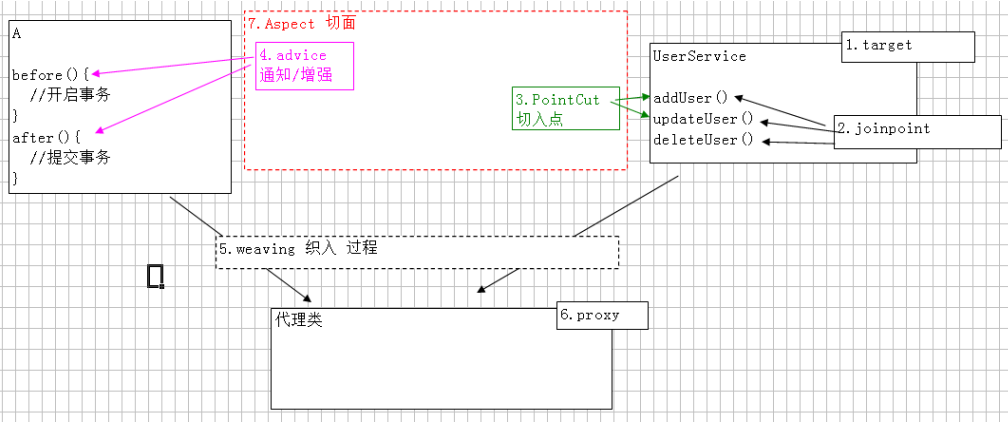 A
before(){
//开启事务
}
after(){
//提交事务
}
7.Aspect 切面
4.advice
通知/增强
3.PointCut
切入点
UserService
addUser()
updateUser()
deleteUser()
1.target
2.joinpoint
5.weaving 织入 过程
代理类
6.proxy